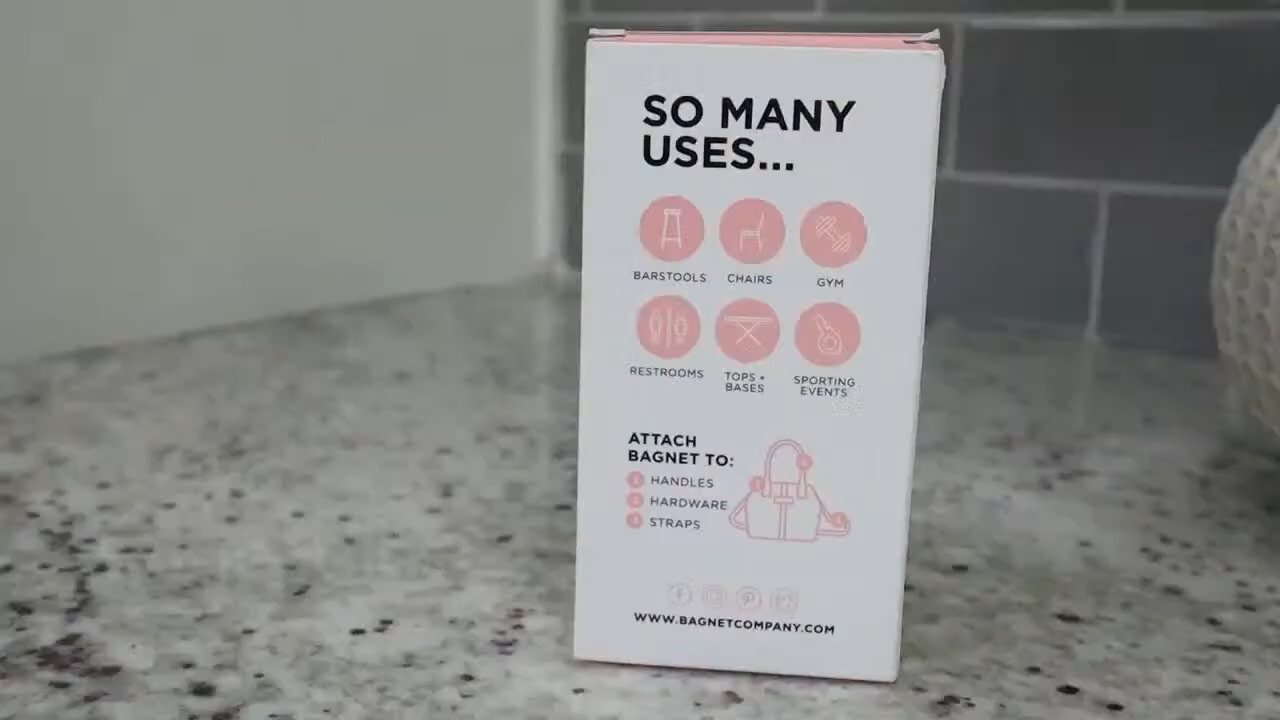 SO MANY
USES...
BARSTOOLS
CHAIRS
GYM
RESTROOMS
TOPS +
BASES
SPORTING
EVENTS
ATTACH
BAGNET TO:
HANDLES
HARDWARE
STRAPS
WWW.BAGNETCOMPANY.COM